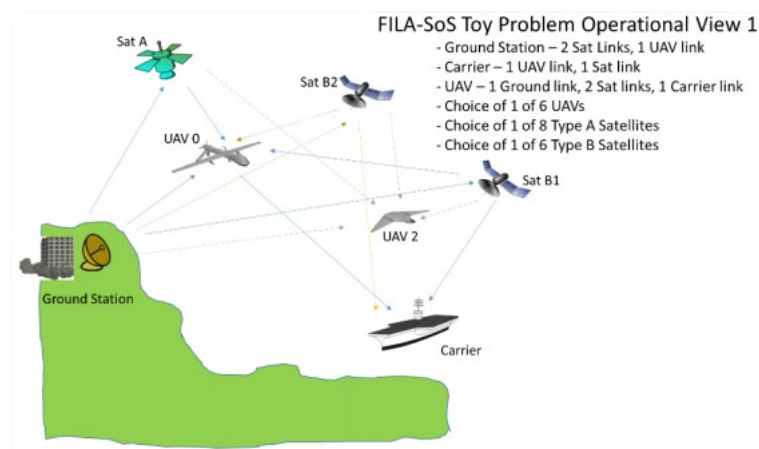 FILA-SoS Toy Problem Operational View 1
- Ground Station – 2 Sat Links, 1 UAV link
- Carrier – 1 UAV link, 1 Sat link
- UAV – 1 Ground link, 2 Sat links, 1 Carrier link
- Choice of 1 of 6 UAVs
- Choice of 1 of 8 Type A Satellites
- Choice of 1 of 6 Type B Satellites
Sat A
Sat B2
UAV 0
Sat B1
UAV 2
Ground Station
Carrier